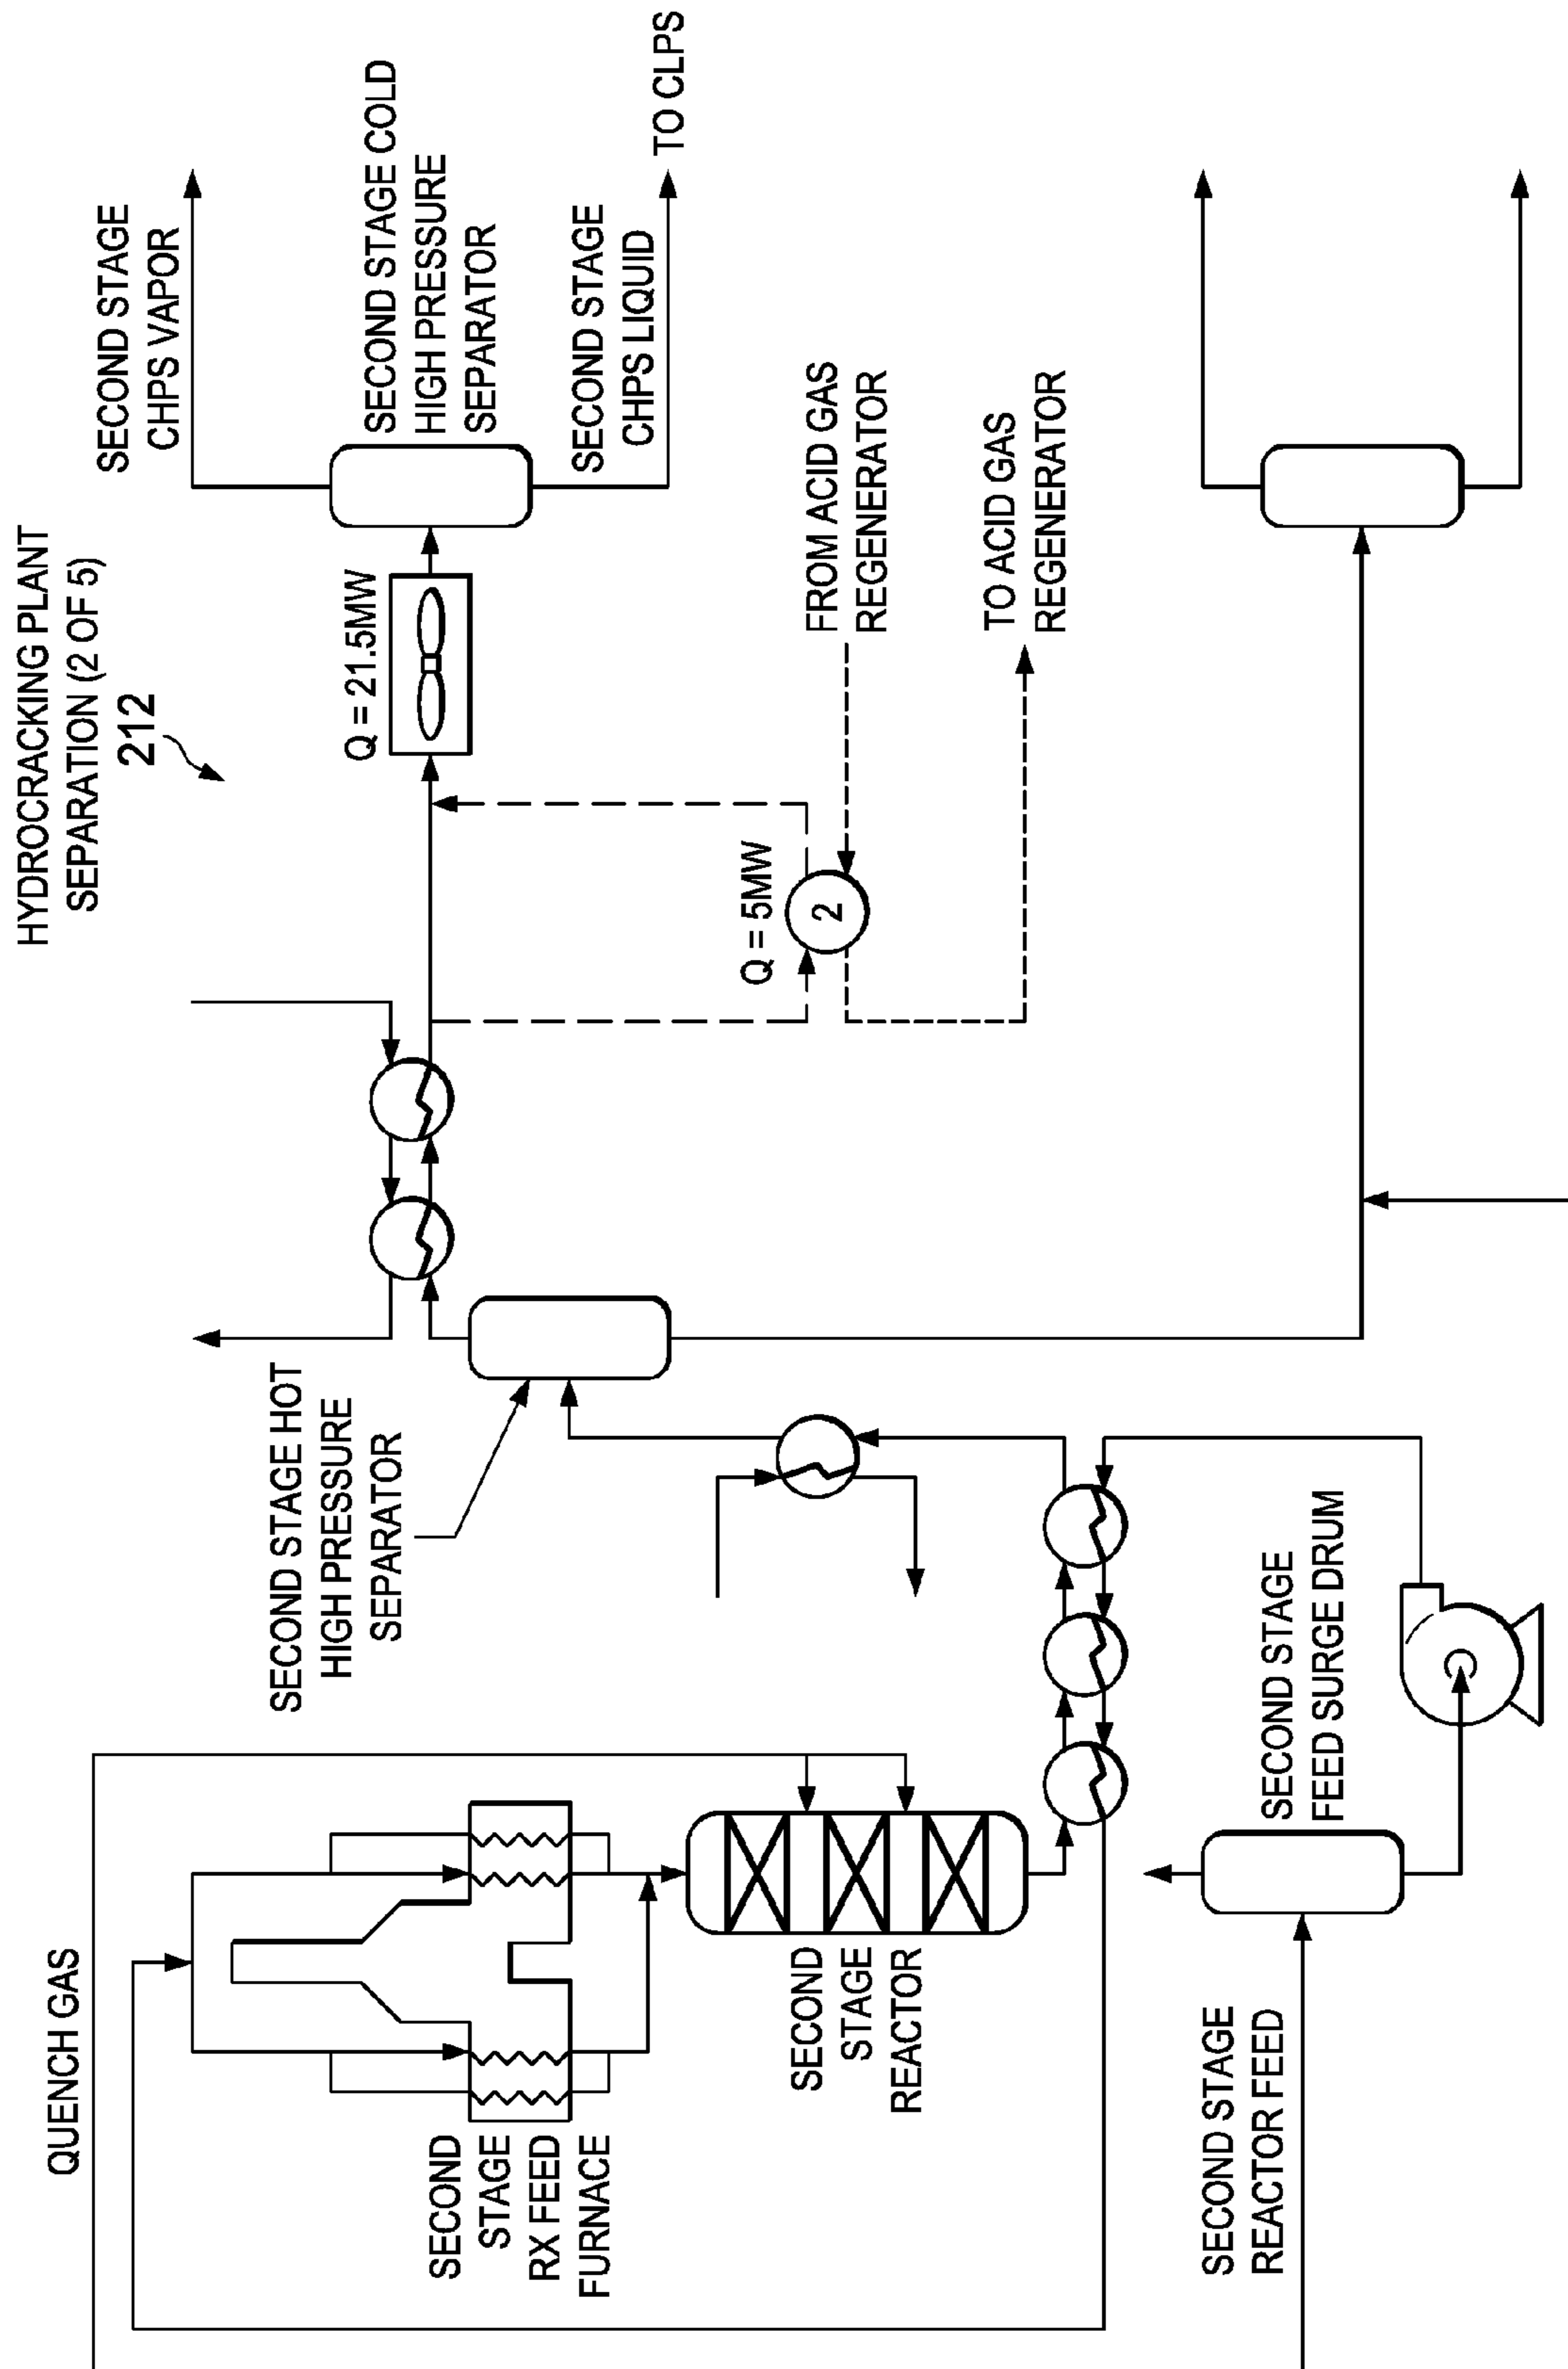 HYDROCRACKING PLANT
SEPARATION (2 OF 5)
212
QUENCH GAS
SECOND
STAGE
RX FEED
FURNACE
SECOND
STAGE
REACTOR
SECOND STAGE
REACTOR FEED
SECOND STAGE
FEED SURGE DRUM
SECOND STAGE HOT
HIGH PRESSURE
SEPARATOR
Q = 5MW
2
FROM ACID GAS
REGENERATOR
TO ACID GAS
REGENERATOR
Q = 21.5MW
SECOND STAGE
CHPS VAPOR
SECOND STAGE COLD
HIGH PRESSURE
SEPARATOR
SECOND STAGE
CHPS LIQUID
TO CLPS